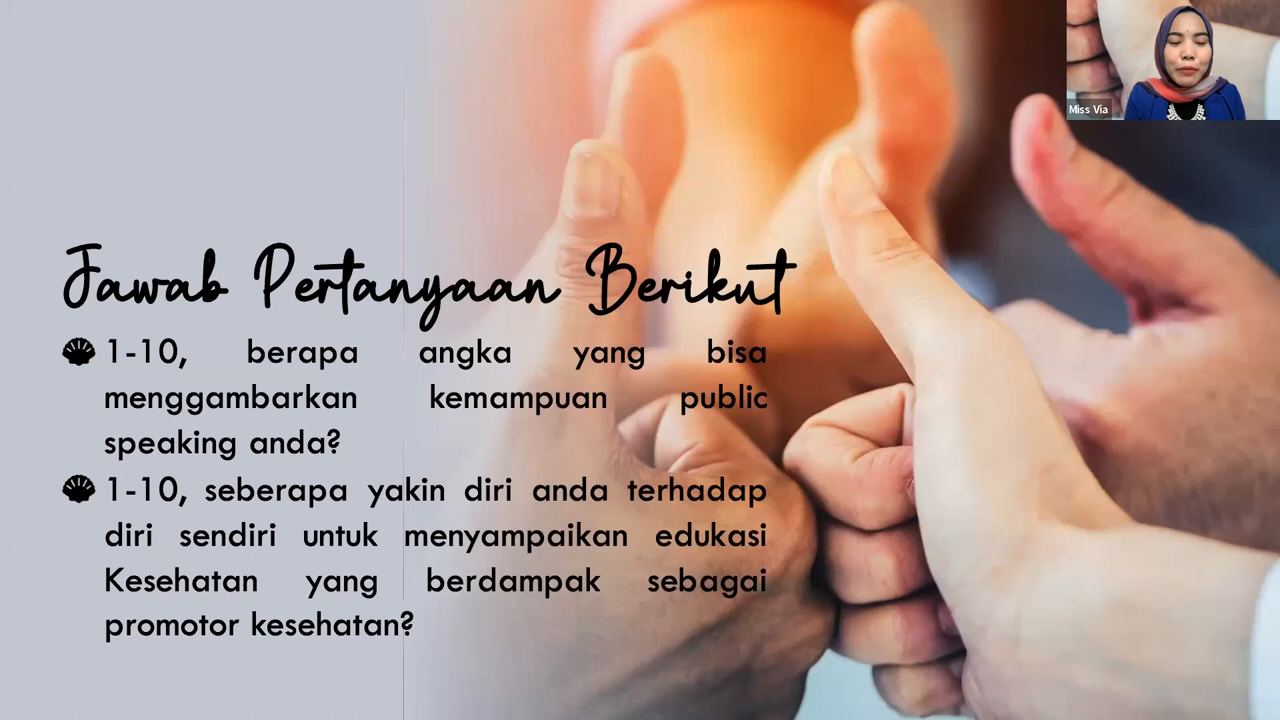 Miss Via
Jawab Pertanyaan Berikut
1-10, berapa angka yang bisa
menggambarkan kemampuan public
speaking anda?
1-10, seberapa yakin diri anda terhadap
diri sendiri untuk menyampaikan edukasi
Kesehatan yang berdampak sebagai
promotor kesehatan?